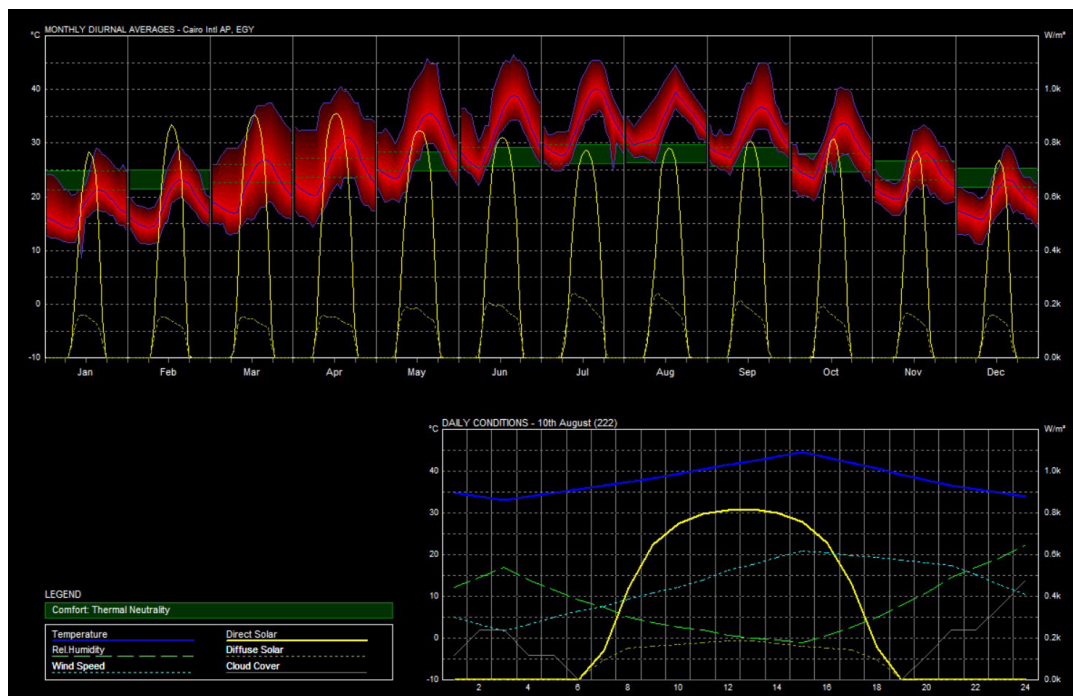 MONTHLY DIURNAL AVERAGES - Cairo Intl AP, EGY
°C W/m²
40 1.0k
30 0.8k
20 0.6k
10 0.4k
0 0.2k
-10 0.0k
Jan Feb Mar Apr May Jun Jul Aug Sep Oct Nov Dec
DAILY CONDITIONS - 10th August (222)
°C W/m²
40 1.0k
30 0.8k
20 0.6k
10 0.4k
0 0.2k
-10 0.0k
2 4 6 8 10 12 14 16 18 20 22 24
LEGEND
Comfort: Thermal Neutrality
Temperature Direct Solar
Rel.Humidity Diffuse Solar
Wind Speed Cloud Cover